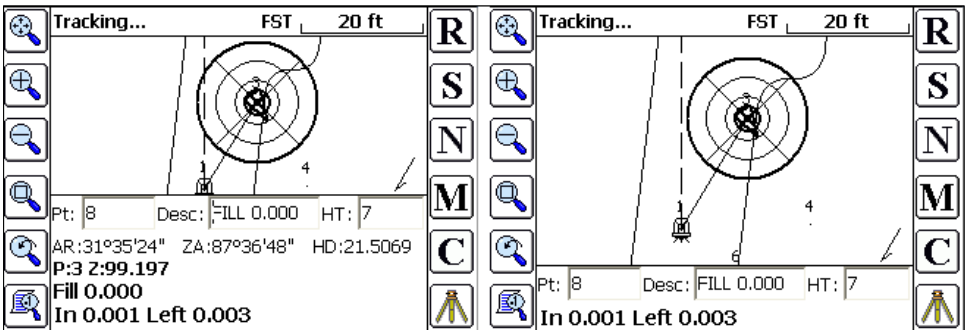 Tracking... FST 20 ft
R
S
1 4
N
M
Pt: 8 Desc: FILL 0.000 HT: 7
AR:31°35'24" ZA:87°36'48" HD:21.5069
C
P:3 Z:99.197
Fill 0.000
In 0.001 Left 0.003
Tracking... FST 20 ft
R
S
N
1 4
M
6
C
Pt: 8 Desc: FILL 0.000 HT: 7
In 0.001 Left 0.003